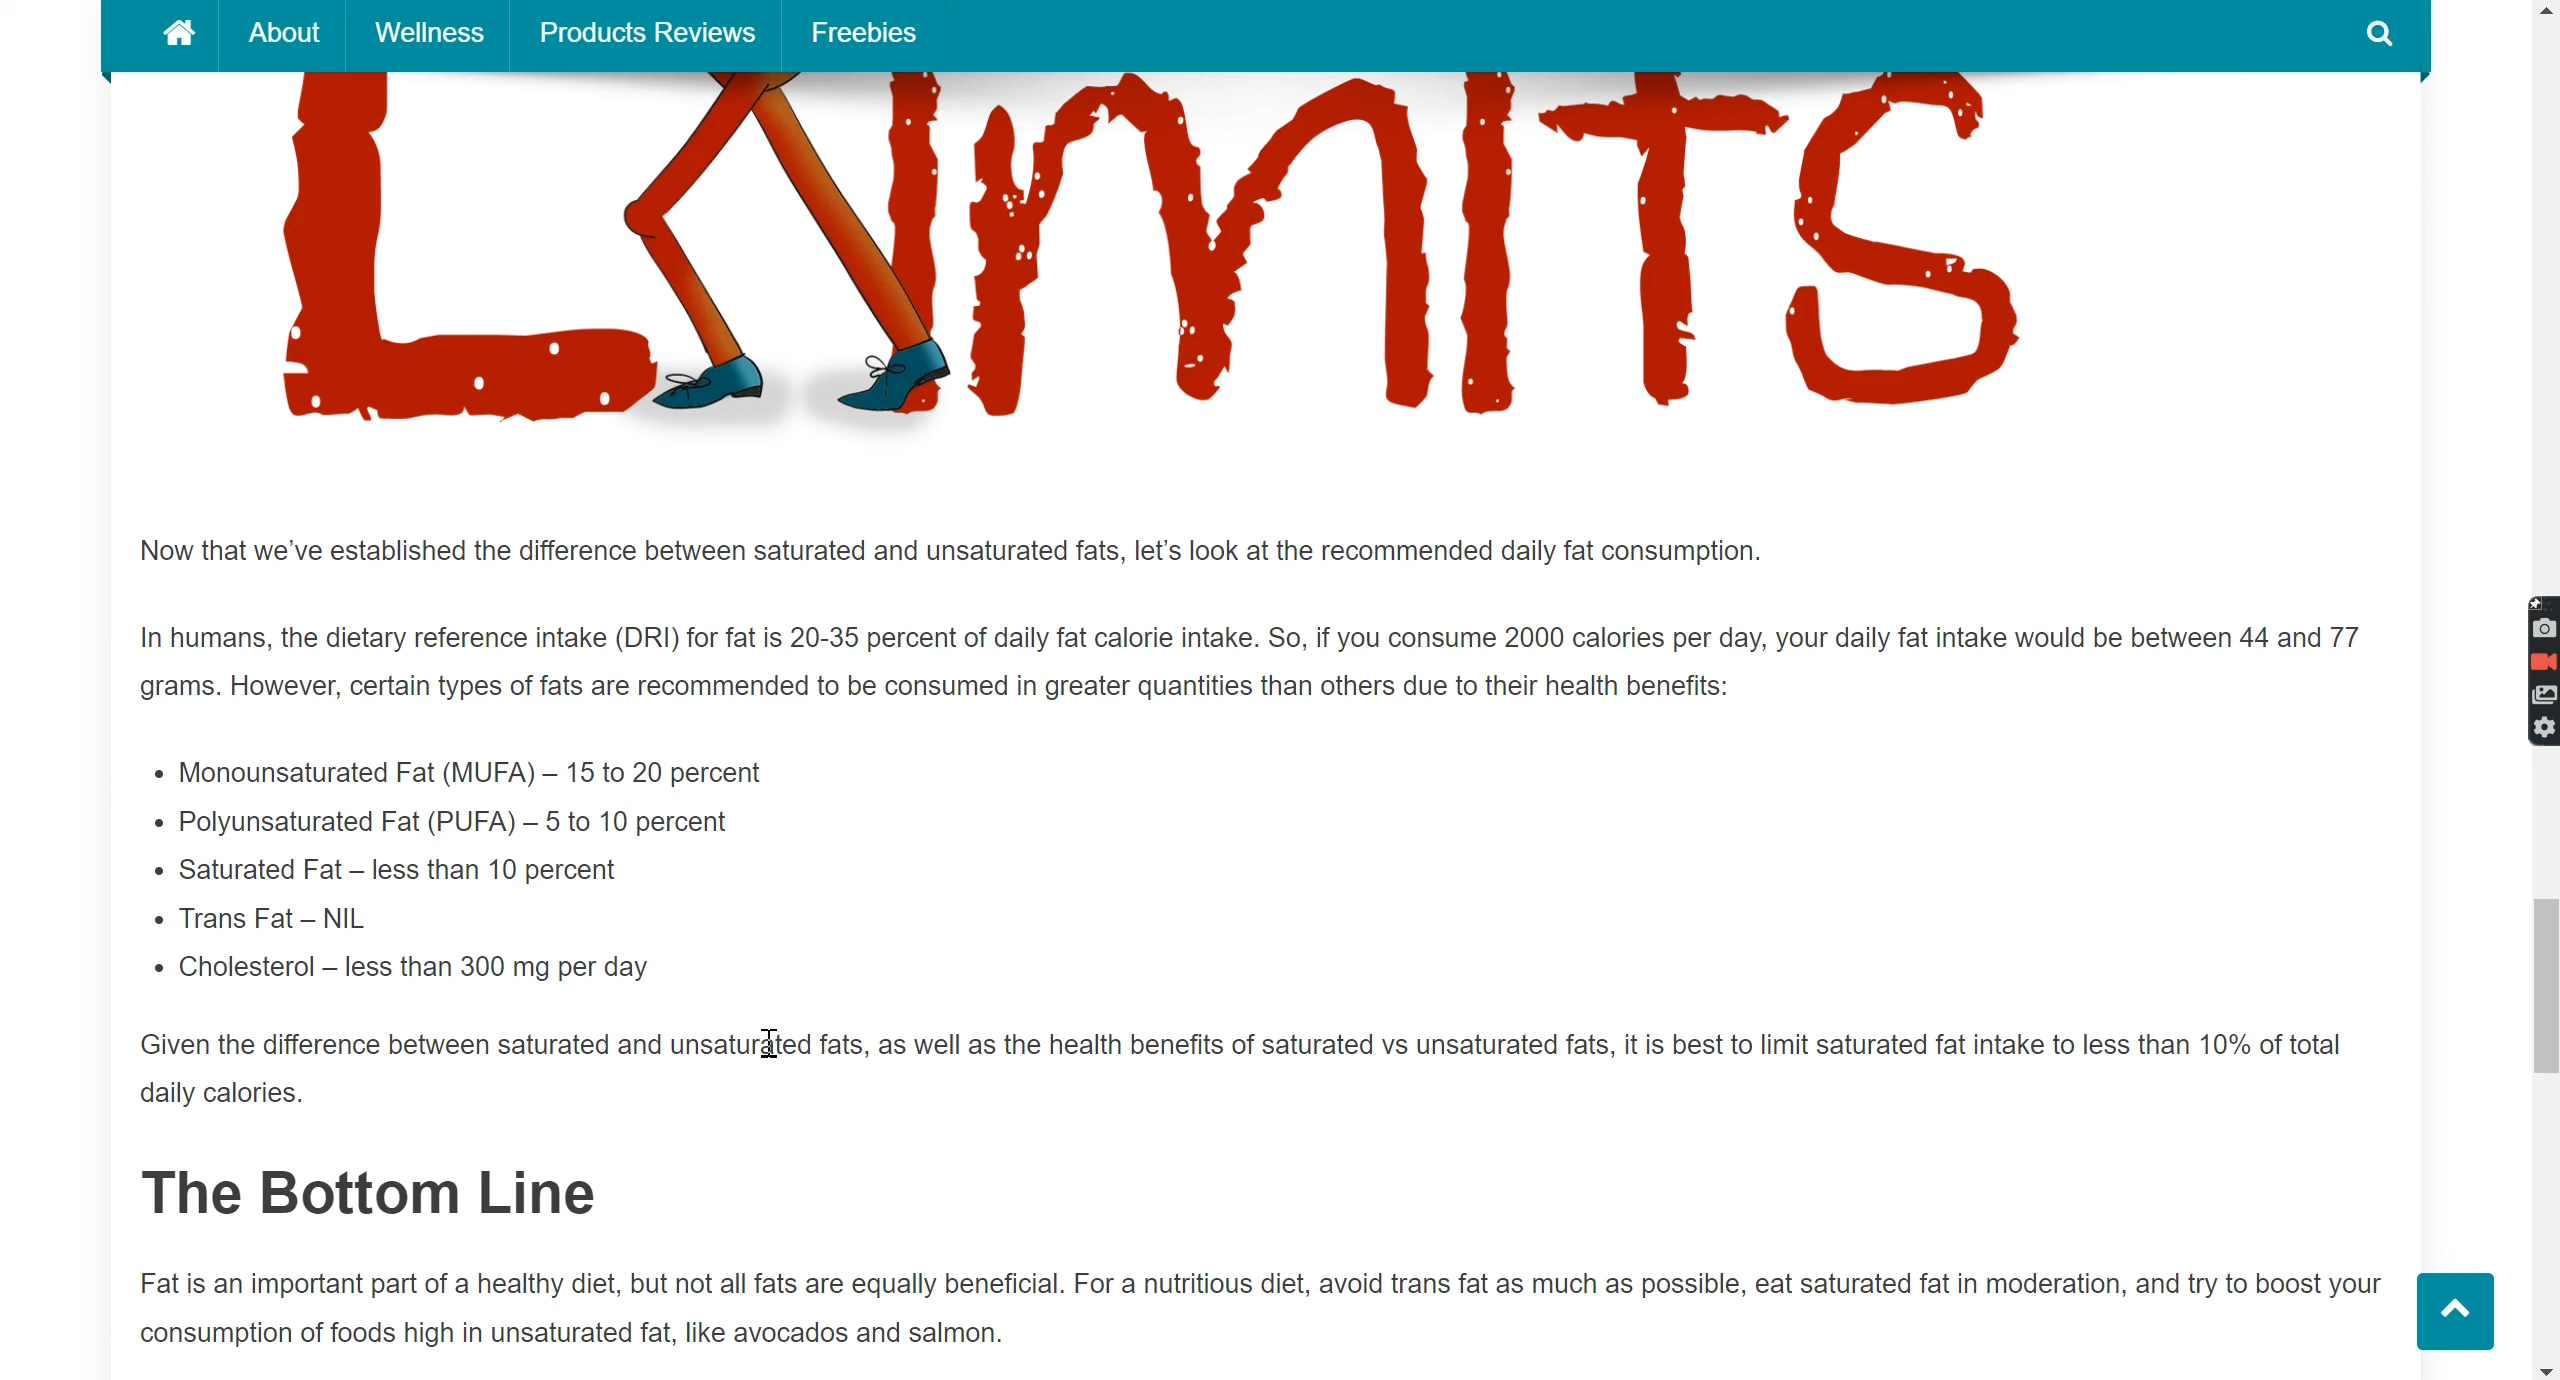 About Wellness Products Reviews Freebies
LImITS
Now that we’ve established the difference between saturated and unsaturated fats, let’s look at the recommended daily fat consumption.
In humans, the dietary reference intake (DRI) for fat is 20-35 percent of daily fat calorie intake. So, if you consume 2000 calories per day, your daily fat intake would be between 44 and 77
grams. However, certain types of fats are recommended to be consumed in greater quantities than others due to their health benefits:
• Monounsaturated Fat (MUFA) – 15 to 20 percent
• Polyunsaturated Fat (PUFA) – 5 to 10 percent
• Saturated Fat – less than 10 percent
• Trans Fat – NIL
• Cholesterol – less than 300 mg per day
Given the difference between saturated and unsaturated fats, as well as the health benefits of saturated vs unsaturated fats, it is best to limit saturated fat intake to less than 10% of total
daily calories.
The Bottom Line
Fat is an important part of a healthy diet, but not all fats are equally beneficial. For a nutritious diet, avoid trans fat as much as possible, eat saturated fat in moderation, and try to boost your
consumption of foods high in unsaturated fat, like avocados and salmon.